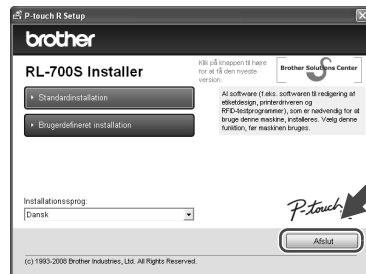 P-touch R Setup
brother
RL-700S Installer
Klik på knappen til højre
for at få den nyeste
version.
Brother Solutions Center
Standardinstallation
Brugerdefineret installation
Al software (f.eks. softwaren til redigering af
etiketdesign, printerdriveren og
RFID-testprogrammer), som er nødvendig for at
bruge denne maskine, installeres. Vælg denne
funktion, før maskinen bruges.
Installationssprog:
Dansk
P-touch
Afslut
(c) 1993-2008 Brother Industries, Ltd. All Rights Reserved.